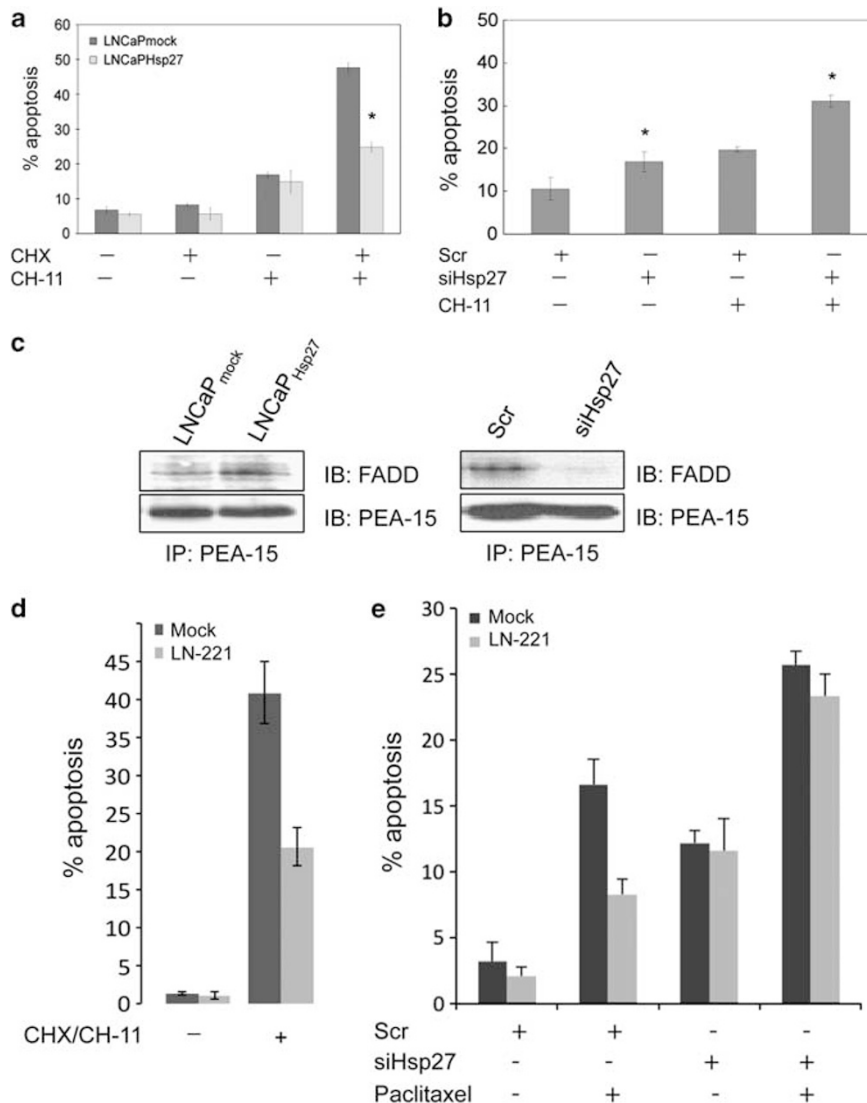 a
60
50
40
30
20
10
0
% apoptosis
LNCaPmock
LNCaPHsp27
*
CHX – + – +
CH-11 – – + +
b
50
40
30
20
10
0
% apoptosis
* *
Scr + – + –
siHsp27 – + – +
CH-11 – – + +
c
LNCaPmock LNCaPHsp27
IB: FADD
IB: PEA-15
IP: PEA-15
Scr siHsp27
IB: FADD
IB: PEA-15
IP: PEA-15
d
Mock
LN-221
45
40
35
30
25
20
15
10
5
0
% apoptosis
CHX/CH-11 – +
e
30
25
20
15
10
5
0
% apoptosis
Mock
LN-221
Scr + + - -
siHsp27 - - + +
Paclitaxel - + - +